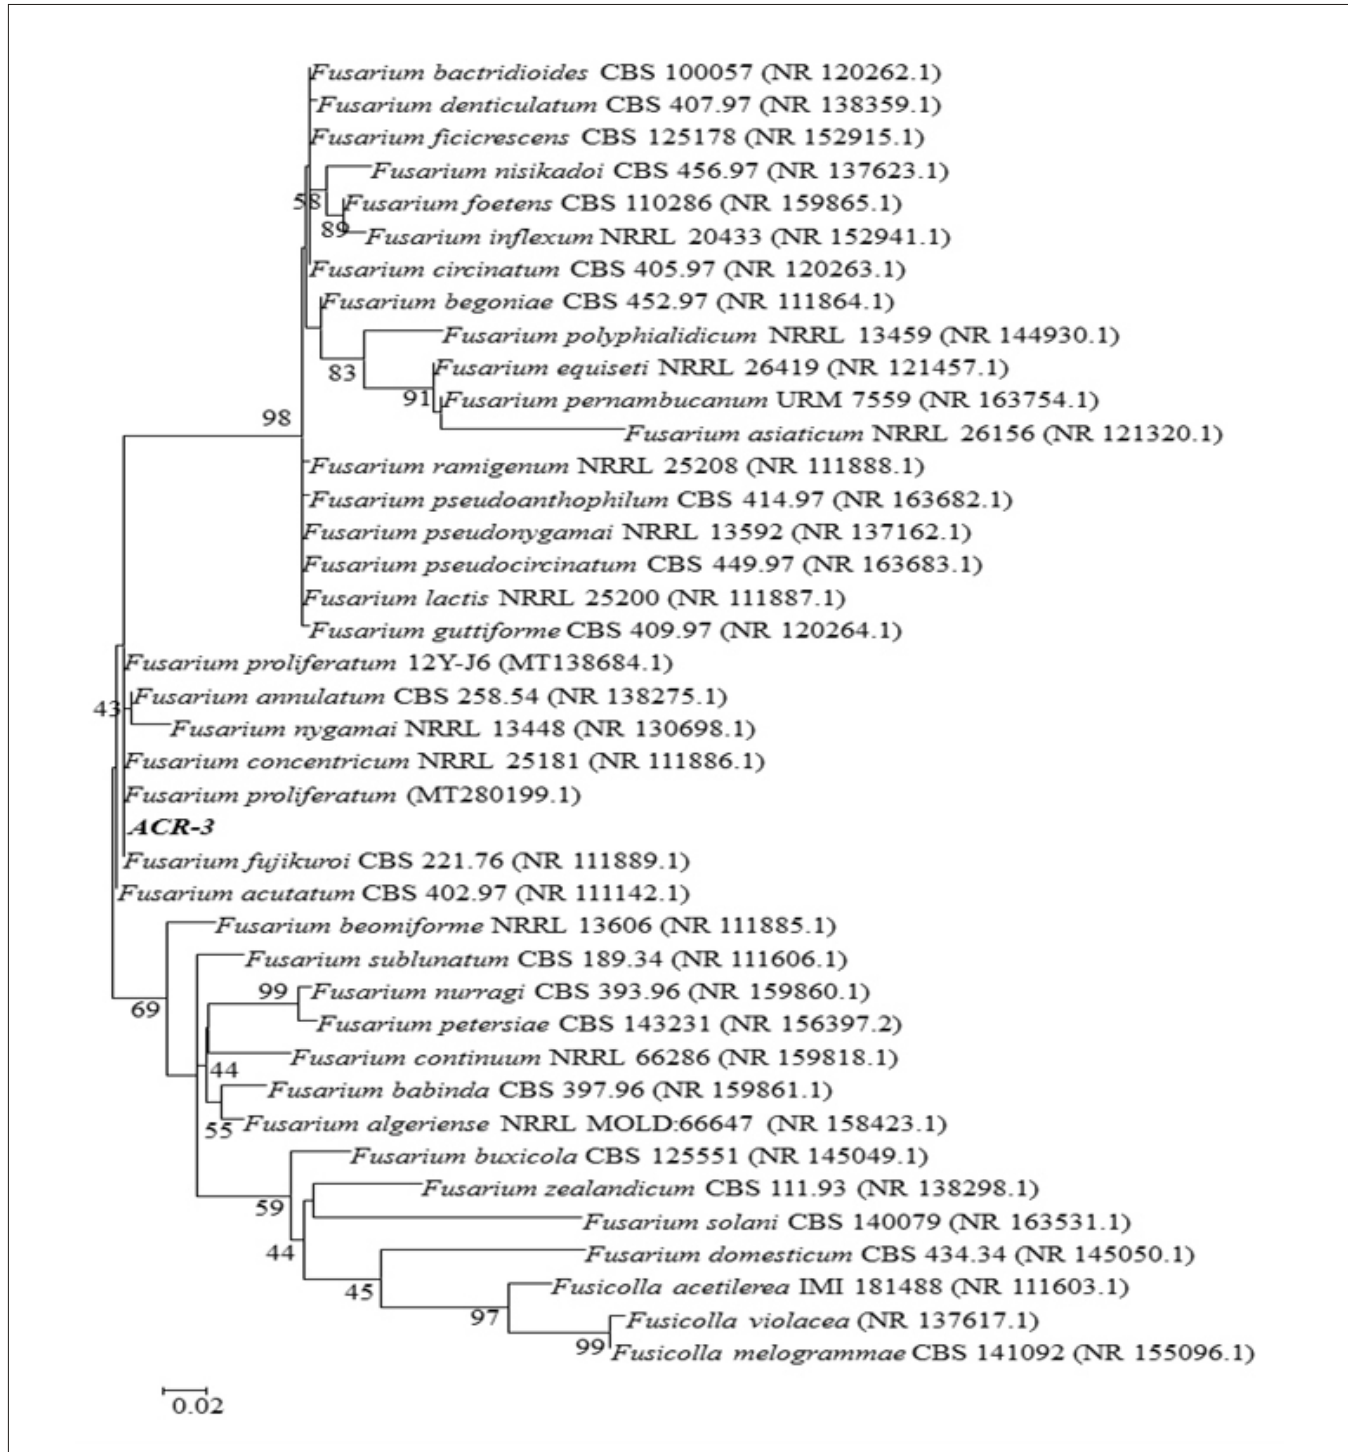 Fusarium bactridioides CBS 100057 (NR 120262.1)
Fusarium denticulatum CBS 407.97 (NR 138359.1)
Fusarium ficicrescens CBS 125178 (NR 152915.1)
Fusarium nisikadoi CBS 456.97 (NR 137623.1)
58 Fusarium foetens CBS 110286 (NR 159865.1)
89 Fusarium inflexum NRRL 20433 (NR 152941.1)
Fusarium circinatum CBS 405.97 (NR 120263.1)
Fusarium begoniae CBS 452.97 (NR 111864.1)
Fusarium polyphialidicum NRRL 13459 (NR 144930.1)
83 Fusarium equiseti NRRL 26419 (NR 121457.1)
91 Fusarium pernambucanum URM 7559 (NR 163754.1)
98
Fusarium asiaticum NRRL 26156 (NR 121320.1)
Fusarium ramigenum NRRL 25208 (NR 111888.1)
Fusarium pseudoanthophilum CBS 414.97 (NR 163682.1)
Fusarium pseudonygamai NRRL 13592 (NR 137162.1)
Fusarium pseudocircinatum CBS 449.97 (NR 163683.1)
Fusarium lactis NRRL 25200 (NR 111887.1)
Fusarium guttiforme CBS 409.97 (NR 120264.1)
Fusarium proliferatum 12Y-J6 (MT138684.1)
Fusarium annulatum CBS 258.54 (NR 138275.1)
43
Fusarium nygamai NRRL 13448 (NR 130698.1)
Fusarium concentricum NRRL 25181 (NR 111886.1)
Fusarium proliferatum (MT280199.1)
ACR-3
Fusarium fujikuroi CBS 221.76 (NR 111889.1)
Fusarium acutatum CBS 402.97 (NR 111142.1)
Fusarium beomiforme NRRL 13606 (NR 111885.1)
Fusarium sublunatum CBS 189.34 (NR 111606.1)
99 Fusarium nurragi CBS 393.96 (NR 159860.1)
69
Fusarium petersiae CBS 143231 (NR 156397.2)
Fusarium continuum NRRL 66286 (NR 159818.1)
44
Fusarium babinda CBS 397.96 (NR 159861.1)
55 Fusarium algeriense NRRL MOLD:66647 (NR 158423.1)
Fusarium buxicola CBS 125551 (NR 145049.1)
Fusarium zealandicum CBS 111.93 (NR 138298.1)
59
Fusarium solani CBS 140079 (NR 163531.1)
44 Fusarium domesticum CBS 434.34 (NR 145050.1)
45 Fusicolla acetilerea IMI 181488 (NR 111603.1)
97 Fusicolla violacea (NR 137617.1)
99 Fusicolla melogrammae CBS 141092 (NR 155096.1)
0.02